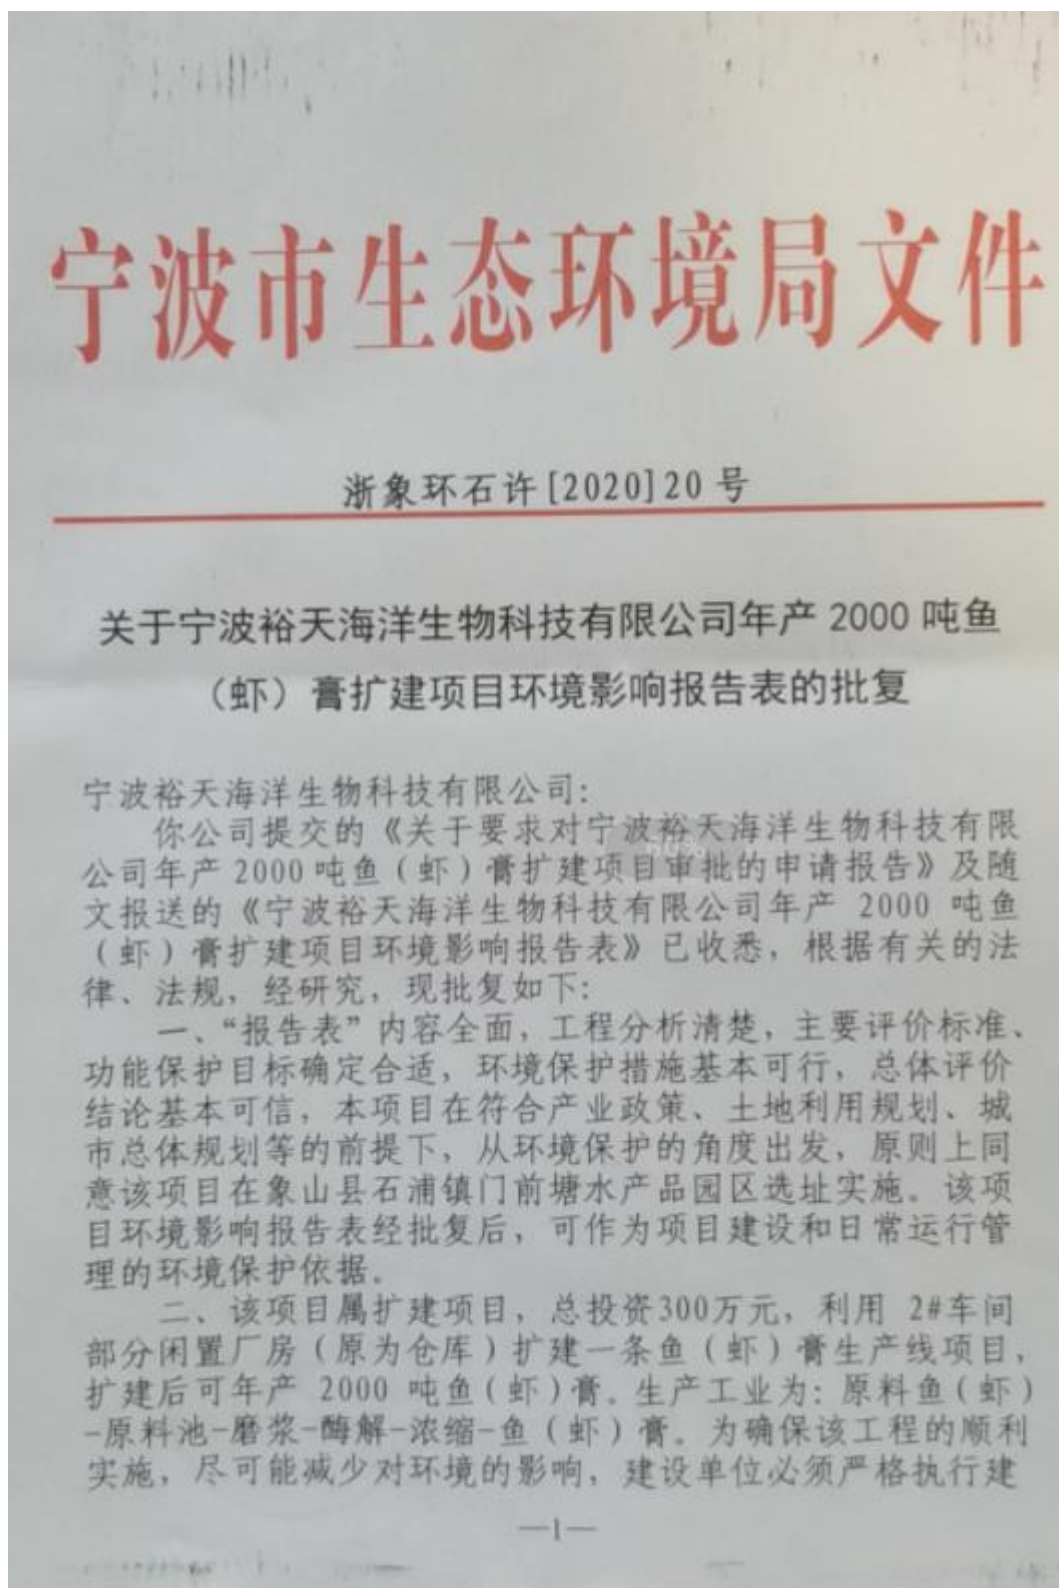 宁波市生态环境局文件
浙象环石许[2020]20 号
关于宁波裕天海洋生物科技有限公司年产 2000 吨鱼
（虾）膏扩建项目环境影响报告表的批复
宁波裕天海洋生物科技有限公司：
你公司提交的《关于要求对宁波裕天海洋生物科技有限
公司年产 2000 吨鱼（虾）膏扩建项目审批的申请报告》及随
文报送的《宁波裕天海洋生物科技有限公司年产 2000 吨鱼
（虾）膏扩建项目环境影响报告表》已收悉，根据有关的法
律、法规，经研究，现批复如下：
一、“报告表”内容全面，工程分析清楚，主要评价标准、
功能保护目标确定合适，环境保护措施基本可行，总体评价
结论基本可信，本项目在符合产业政策、土地利用规划、城
市总体规划等的前提下，从环境保护的角度出发，原则上同
意该项目在象山县石浦镇门前塘水产品园区选址实施。该项
目环境影响报告表经批复后，可作为项目建设和日常运行管
理的环境保护依据。
二、该项目属扩建项目，总投资300万元，利用 2#车间
部分闲置厂房（原为仓库）扩建一条鱼（虾）膏生产线项目，
扩建后可年产 2000 吨鱼（虾）膏。生产工业为：原料鱼（虾）
-原料池-磨浆-酶解-浓缩-鱼（虾）膏。为确保该工程的顺利
实施，尽可能减少对环境的影响，建设单位必须严格执行建
—1—